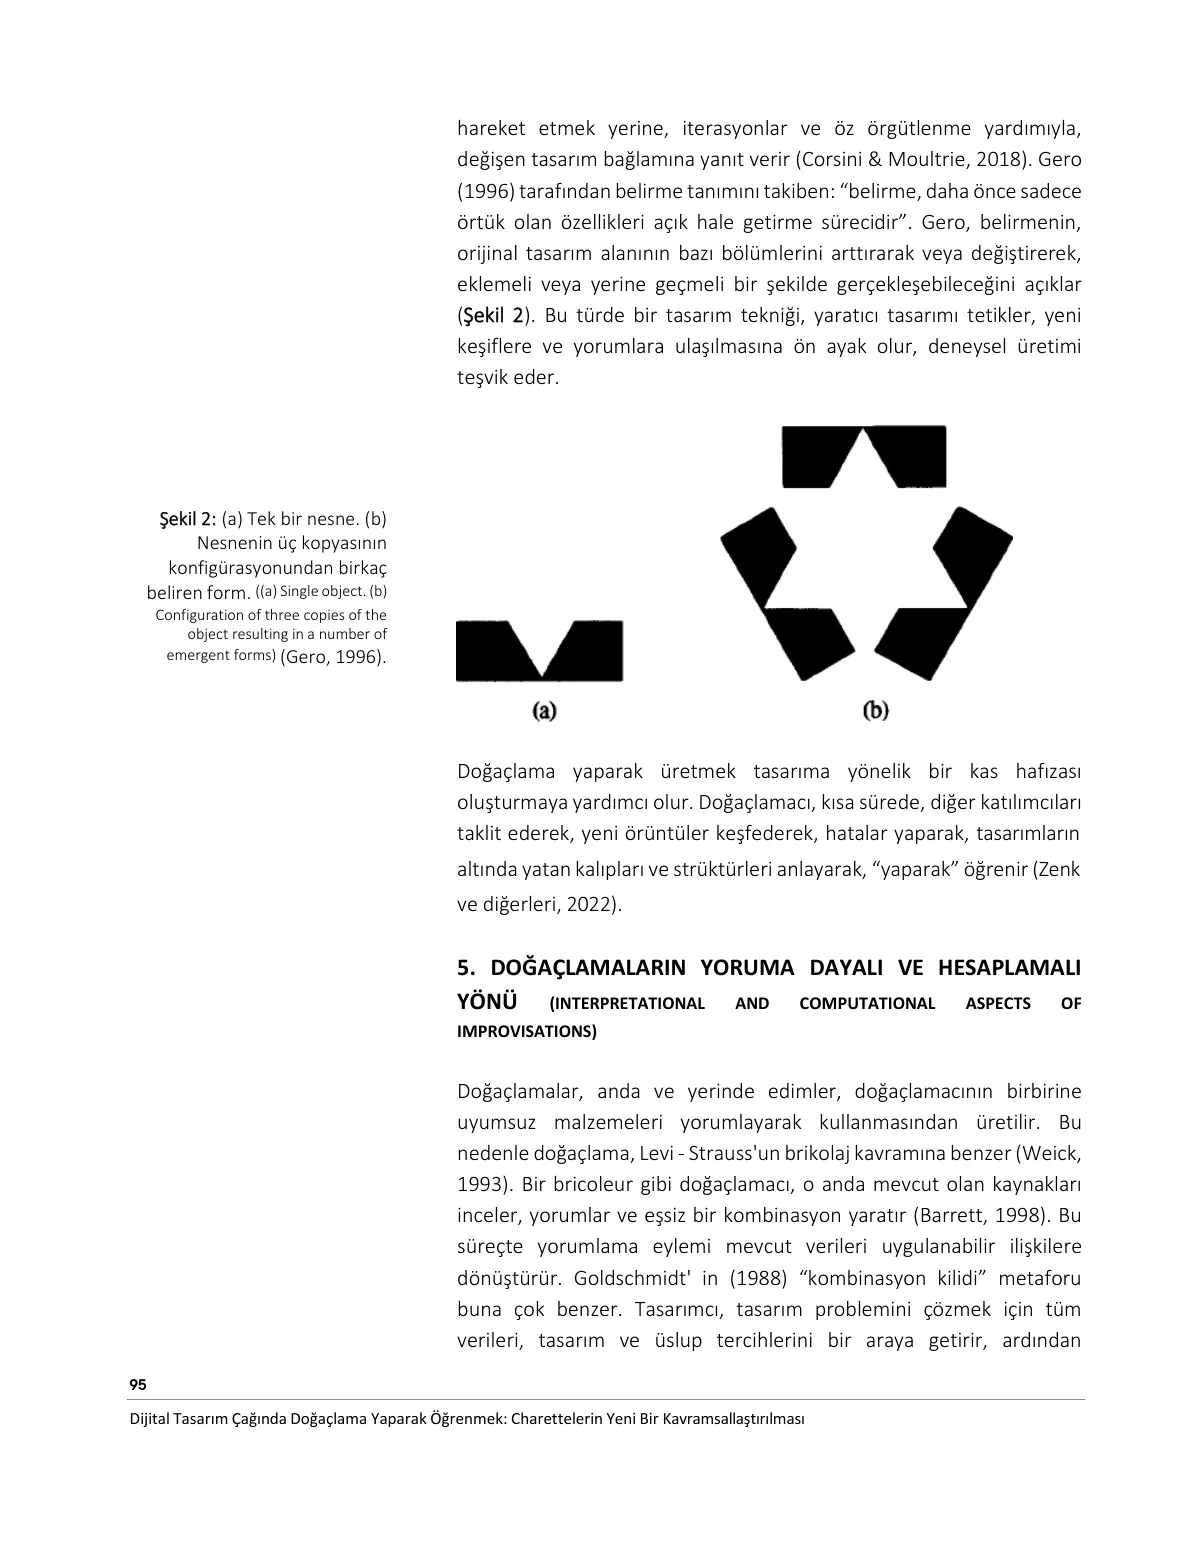 hareket etmek yerine, iterasyonlar ve öz örgütlenme yardımıyla,
değişen tasarım bağlamına yanıt verir (Corsini & Moultrie, 2018). Gero
(1996) tarafından belirme tanımını takiben: “belirme, daha önce sadece
örtük olan özellikleri açık hale getirme sürecidir”. Gero, belirmenin,
orijinal tasarım alanının bazı bölümlerini arttırarak veya değiştirerek,
eklemeli veya yerine geçmeli bir şekilde gerçekleşebileceğini açıklar
(Şekil 2). Bu türde bir tasarım tekniği, yaratıcı tasarımı tetikler, yeni
keşiflere ve yorumlara ulaşılmasına ön ayak olur, deneysel üretimi
teşvik eder.
Şekil 2: (a) Tek bir nesne. (b)
Nesnenin üç kopyasının
konfigürasyonundan birkaç
beliren form. ((a) Single object. (b)
Configuration of three copies of the
object resulting in a number of
emergent forms) (Gero, 1996).
(a)
(b)
Doğaçlama yaparak üretmek tasarıma yönelik bir kas hafızası
oluşturmaya yardımcı olur. Doğaçlamacı, kısa sürede, diğer katılımcıları
taklit ederek, yeni örüntüler keşfederek, hatalar yaparak, tasarımların
altında yatan kalıpları ve strüktürleri anlayarak, “yaparak” öğrenir (Zenk
ve diğerleri, 2022).
5. DOĞAÇLAMALARIN YORUMA DAYALI VE HESAPLAMALI
YÖNÜ (INTERPRETATIONAL AND COMPUTATIONAL ASPECTS OF
IMPROVISATIONS)
Doğaçlamalar, anda ve yerinde edimler, doğaçlamacının birbirine
uyumsuz malzemeleri yorumlayarak kullanmasından üretilir. Bu
nedenle doğaçlama, Levi - Strauss'un brikolaj kavramına benzer (Weick,
1993). Bir bricoleur gibi doğaçlamacı, o anda mevcut olan kaynakları
inceler, yorumlar ve eşsiz bir kombinasyon yaratır (Barrett, 1998). Bu
süreçte yorumlama eylemi mevcut verileri uygulanabilir ilişkilere
dönüştürür. Goldschmidt' in (1988) “kombinasyon kilidi” metaforu
buna çok benzer. Tasarımcı, tasarım problemini çözmek için tüm
verileri, tasarım ve üslup tercihlerini bir araya getirir, ardından
95
Dijital Tasarım Çağında Doğaçlama Yaparak Öğrenmek: Charettelerin Yeni Bir Kavramsallaştırılması